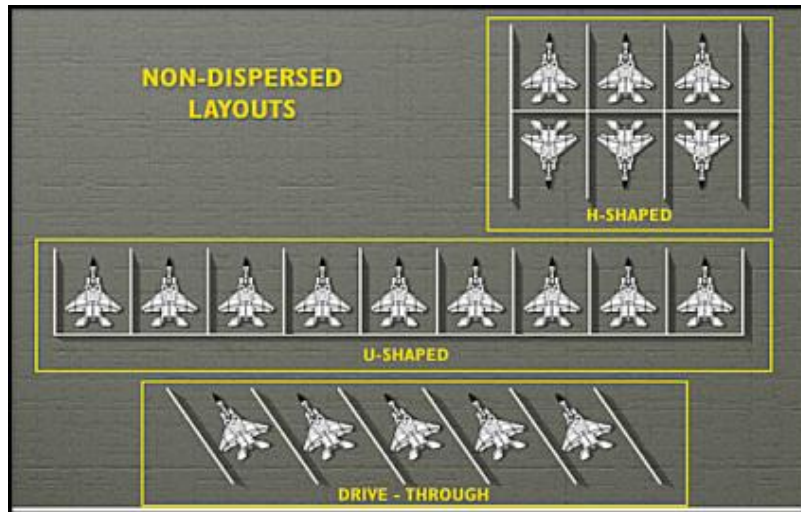 NON-DISPERSED
LAYOUTS
H-SHAPED
U-SHAPED
DRIVE - THROUGH